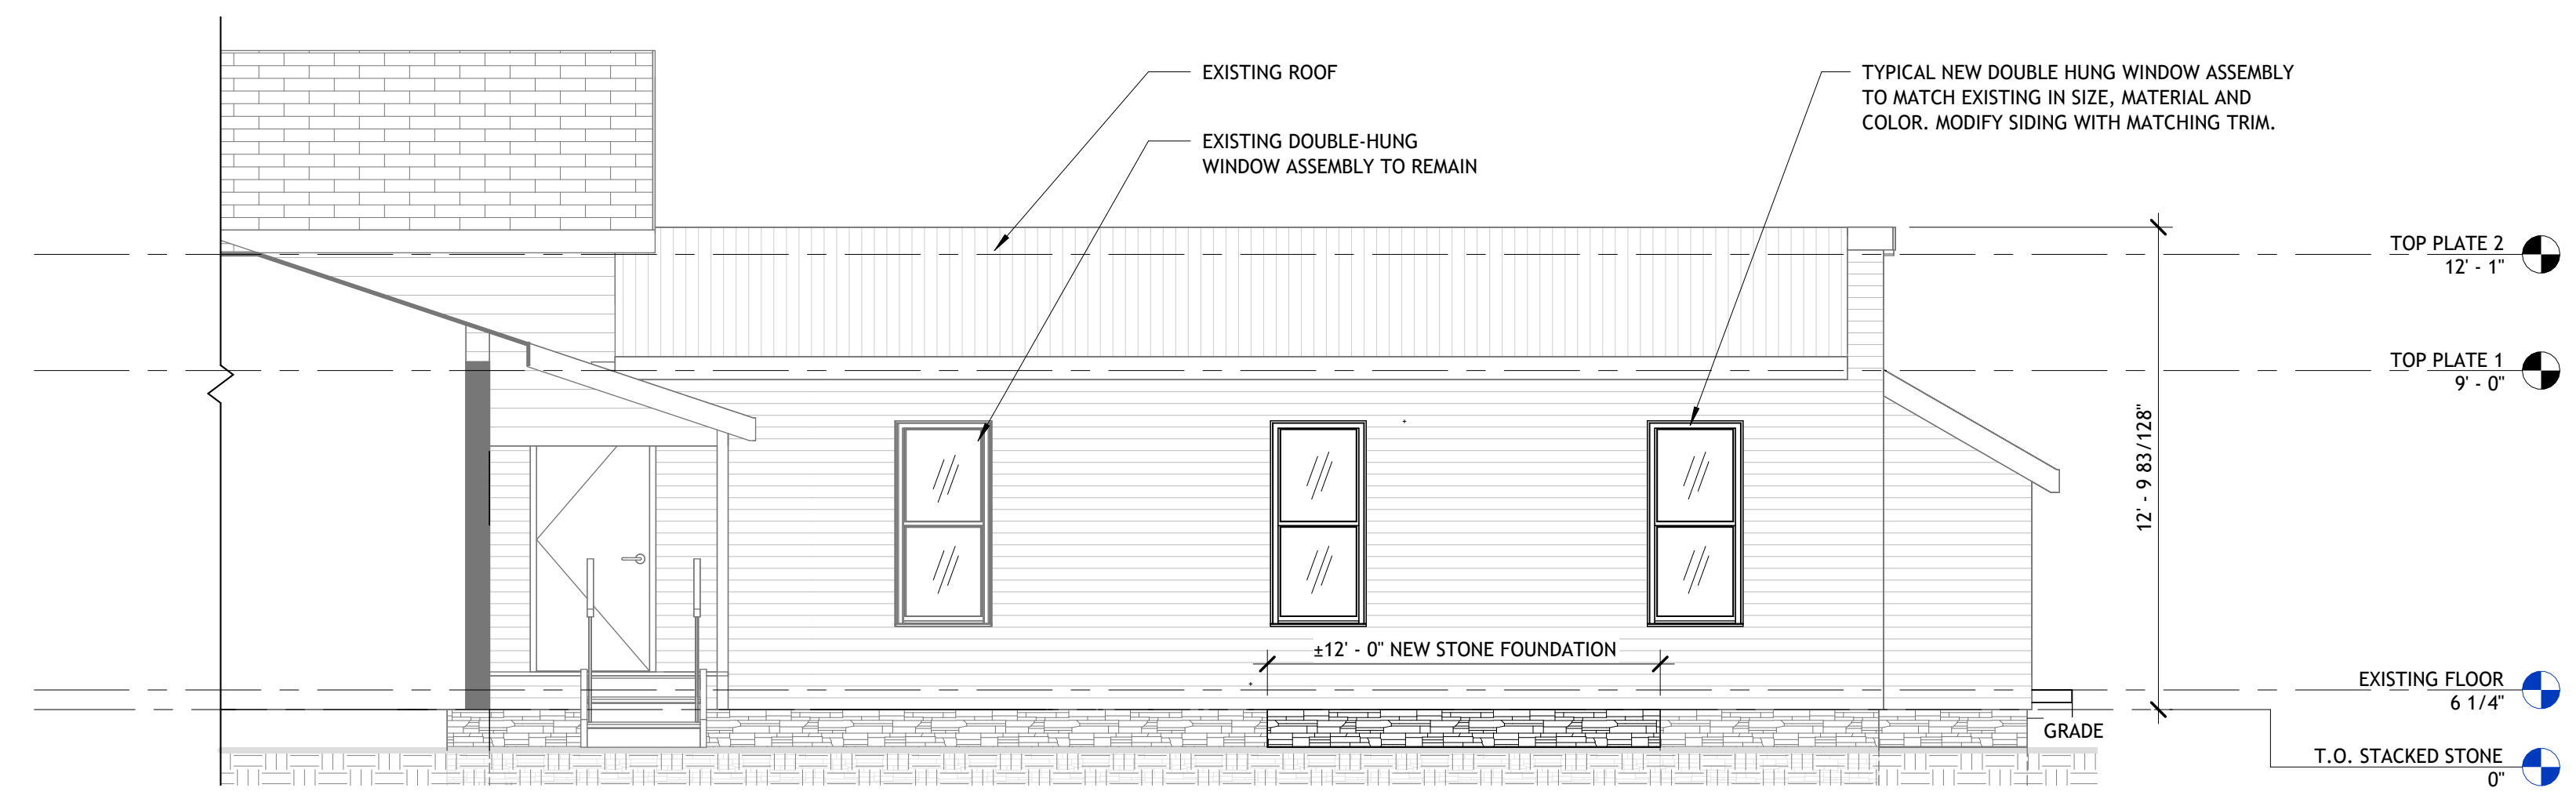 EXISTING ROOF
EXISTING DOUBLE-HUNG
WINDOW ASSEMBLY TO REMAIN
TYPICAL NEW DOUBLE HUNG WINDOW ASSEMBLY
TO MATCH EXISTING IN SIZE, MATERIAL AND
COLOR. MODIFY SIDING WITH MATCHING TRIM.
TOP PLATE 2
12' - 1"
TOP PLATE 1
9' - 0"
12' - 9 83/128"
±12' - 0" NEW STONE FOUNDATION
EXISTING FLOOR
6 1/4"
GRADE
T.O. STACKED STONE
0"